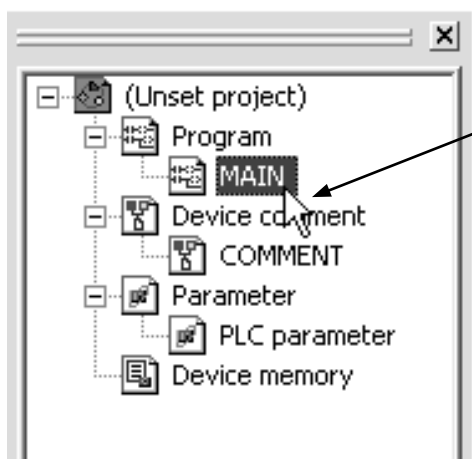 (Unset project)
Program
MAIN
Device comment
COMMENT
Parameter
PLC parameter
Device memory